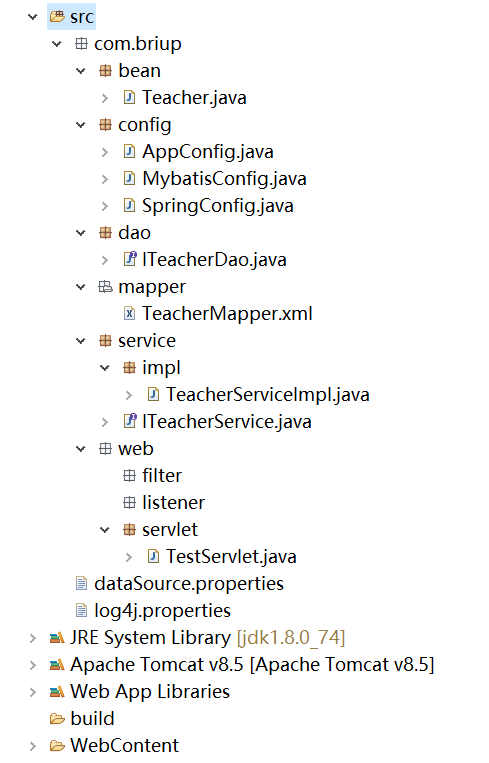 src
com.briup
bean
Teacher.java
config
AppConfig.java
MybatisConfig.java
SpringConfig.java
dao
ITeacherDao.java
mapper
TeacherMapper.xml
service
impl
TeacherServiceImpl.java
ITeacherService.java
web
filter
listener
servlet
TestServlet.java
dataSource.properties
log4j.properties
JRE System Library [jdk1.8.0_74]
Apache Tomcat v8.5 [Apache Tomcat v8.5]
Web App Libraries
build
WebContent